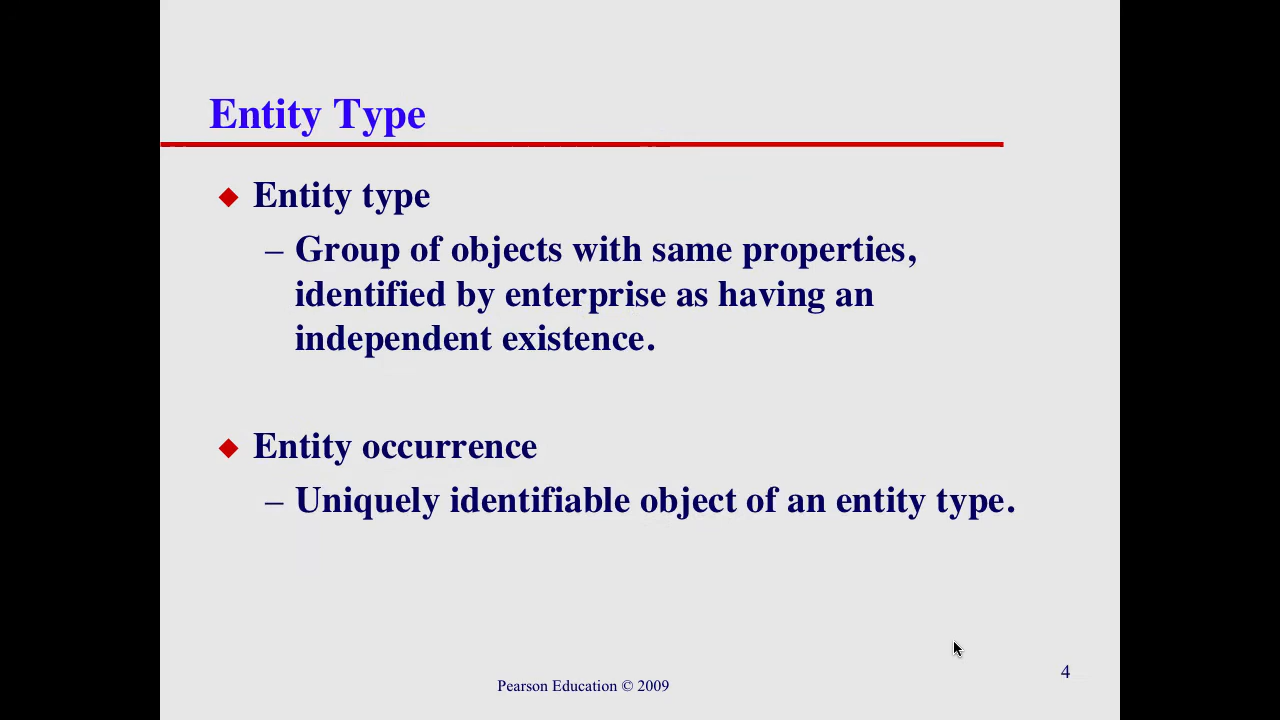 Entity Type
◆ Entity type
– Group of objects with same properties,
identified by enterprise as having an
independent existence.
◆ Entity occurrence
– Uniquely identifiable object of an entity type.
4
Pearson Education © 2009